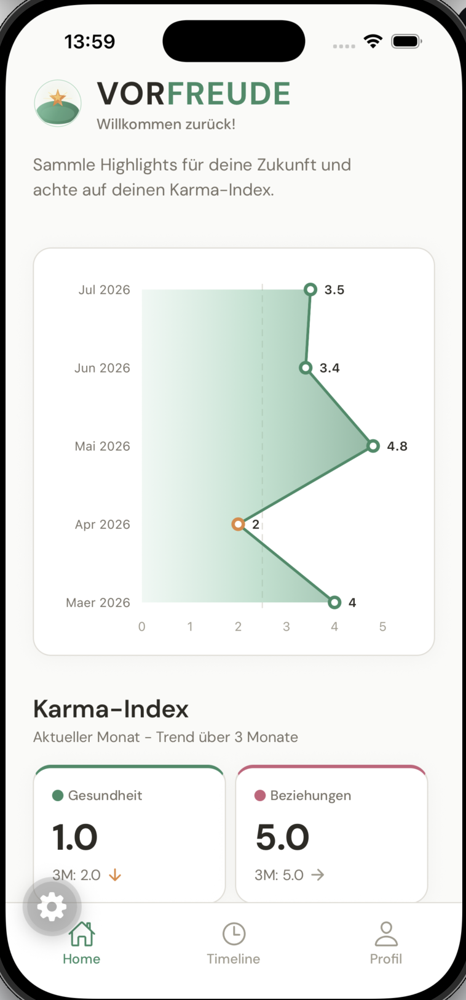 13:59
VORFREUDE
Willkommen zurück!
Sammle Highlights für deine Zukunft und
achte auf deinen Karma-Index.
Jul 2026 3.5
Jun 2026 3.4
Mai 2026 4.8
Apr 2026 2
Maer 2026 4
0 1 2 3 4 5
Karma-Index
Aktueller Monat - Trend über 3 Monate
Gesundheit Beziehungen
1.0 5.0
3M: 2.0 ↓ 3M: 5.0 →
Home Timeline Profil